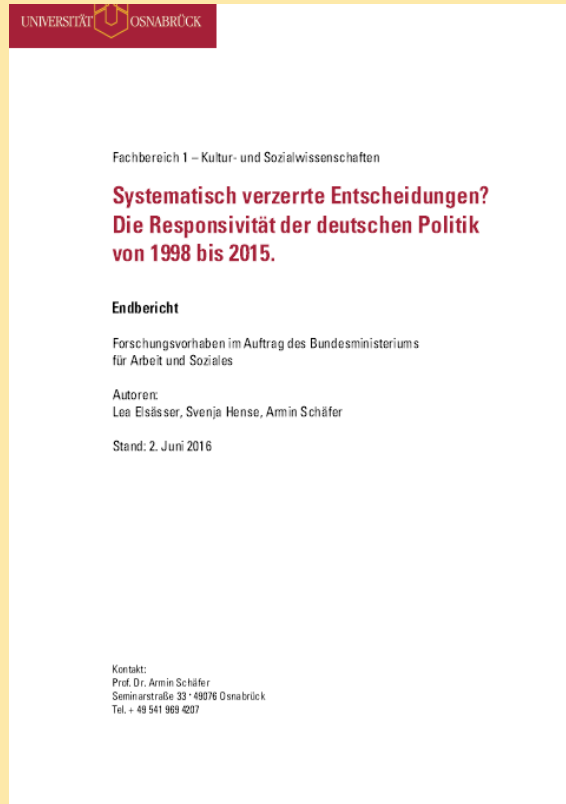 UNIVERSITÄT OSNABRÜCK
Fachbereich 1 – Kultur- und Sozialwissenschaften
Systematisch verzerrte Entscheidungen?
Die Responsivität der deutschen Politik
von 1998 bis 2015.
Endbericht
Forschungsvorhaben im Auftrag des Bundesministeriums
für Arbeit und Soziales
Autoren:
Lea Elsässer, Svenja Hense, Armin Schäfer
Stand: 2. Juni 2016
Kontakt:
Prof. Dr. Armin Schäfer
Seminarstraße 33 · 49076 Osnabrück
Tel. + 49 541 969 4207